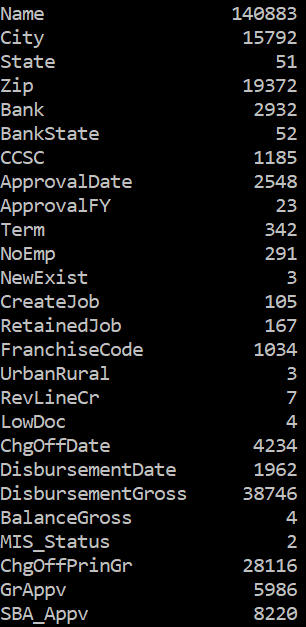 Name 140883
City 15792
State 51
Zip 19372
Bank 2932
BankState 52
CCSC 1185
ApprovalDate 2548
ApprovalFY 23
Term 342
NoEmp 291
NewExist 3
CreateJob 105
RetainedJob 167
FranchiseCode 1034
UrbanRural 3
RevLineCr 7
LowDoc 4
ChgOffDate 4234
DisbursementDate 1962
DisbursementGross 38746
BalanceGross 4
MIS_Status 2
ChgOffPrinGr 28116
GrAppv 5986
SBA_Appv 8220